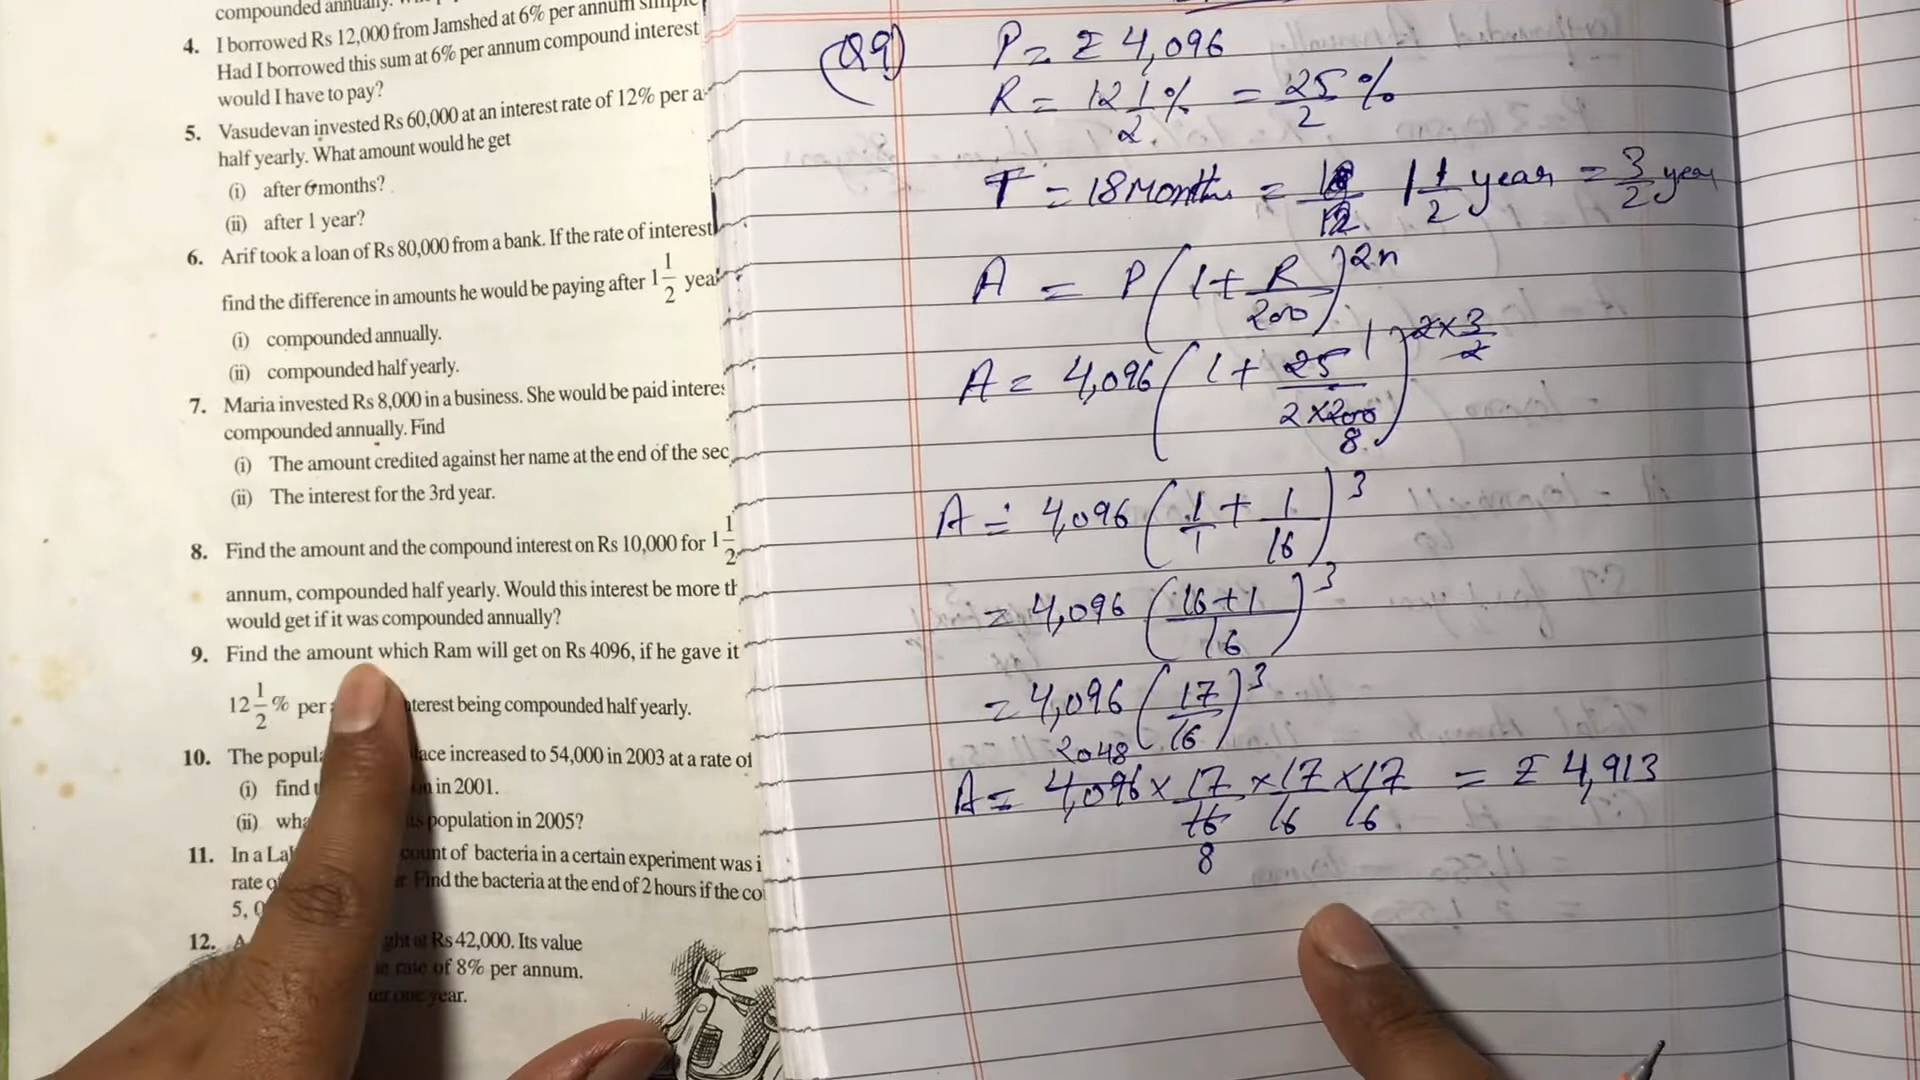 compounded annually.
4. I borrowed Rs 12,000 from Jamshed at 6% per annum simple
Had I borrowed this sum at 6% per annum compound interest
would I have to pay?
5. Vasudevan invested Rs 60,000 at an interest rate of 12% per a
half yearly. What amount would he get
(i) after 6 months?
(ii) after 1 year?
6. Arif took a loan of Rs 80,000 from a bank. If the rate of interest
find the difference in amounts he would be paying after 1 1/2 yea
(i) compounded annually.
(ii) compounded half yearly.
7. Maria invested Rs 8,000 in a business. She would be paid interes
compounded annually. Find
(i) The amount credited against her name at the end of the sec
(ii) The interest for the 3rd year.
8. Find the amount and the compound interest on Rs 10,000 for 1 1/2
annum, compounded half yearly. Would this interest be more th
would get if it was compounded annually?
9. Find the amount which Ram will get on Rs 4096, if he gave it
12 1/2 % per terest being compounded half yearly.
10. The popula ace increased to 54,000 in 2003 at a rate of
(i) find in 2001.
(ii) wha population in 2005?
11. In a La count of bacteria in a certain experiment was i
rate o Find the bacteria at the end of 2 hours if the co
5, 0
12. A ght at Rs 42,000. Its value
rate of 8% per annum.
one year.
Q9) P = ₹ 4,096
R = 12 1/2 % = 25/2 %
T = 18 Months = 18/12 1 1/2 year = 3/2 year
A = P(1 + R/200)^2n
A = 4,096(1 + 25 1/2×200 8)^2×3/2
A = 4,096(1/1 + 1/16)^3
= 4,096(16+1/16)^3
= 4,096(17/16)^3
2048
A = 4,096 × 17/16 × 17/16 × 17/16 = ₹ 4,913
8